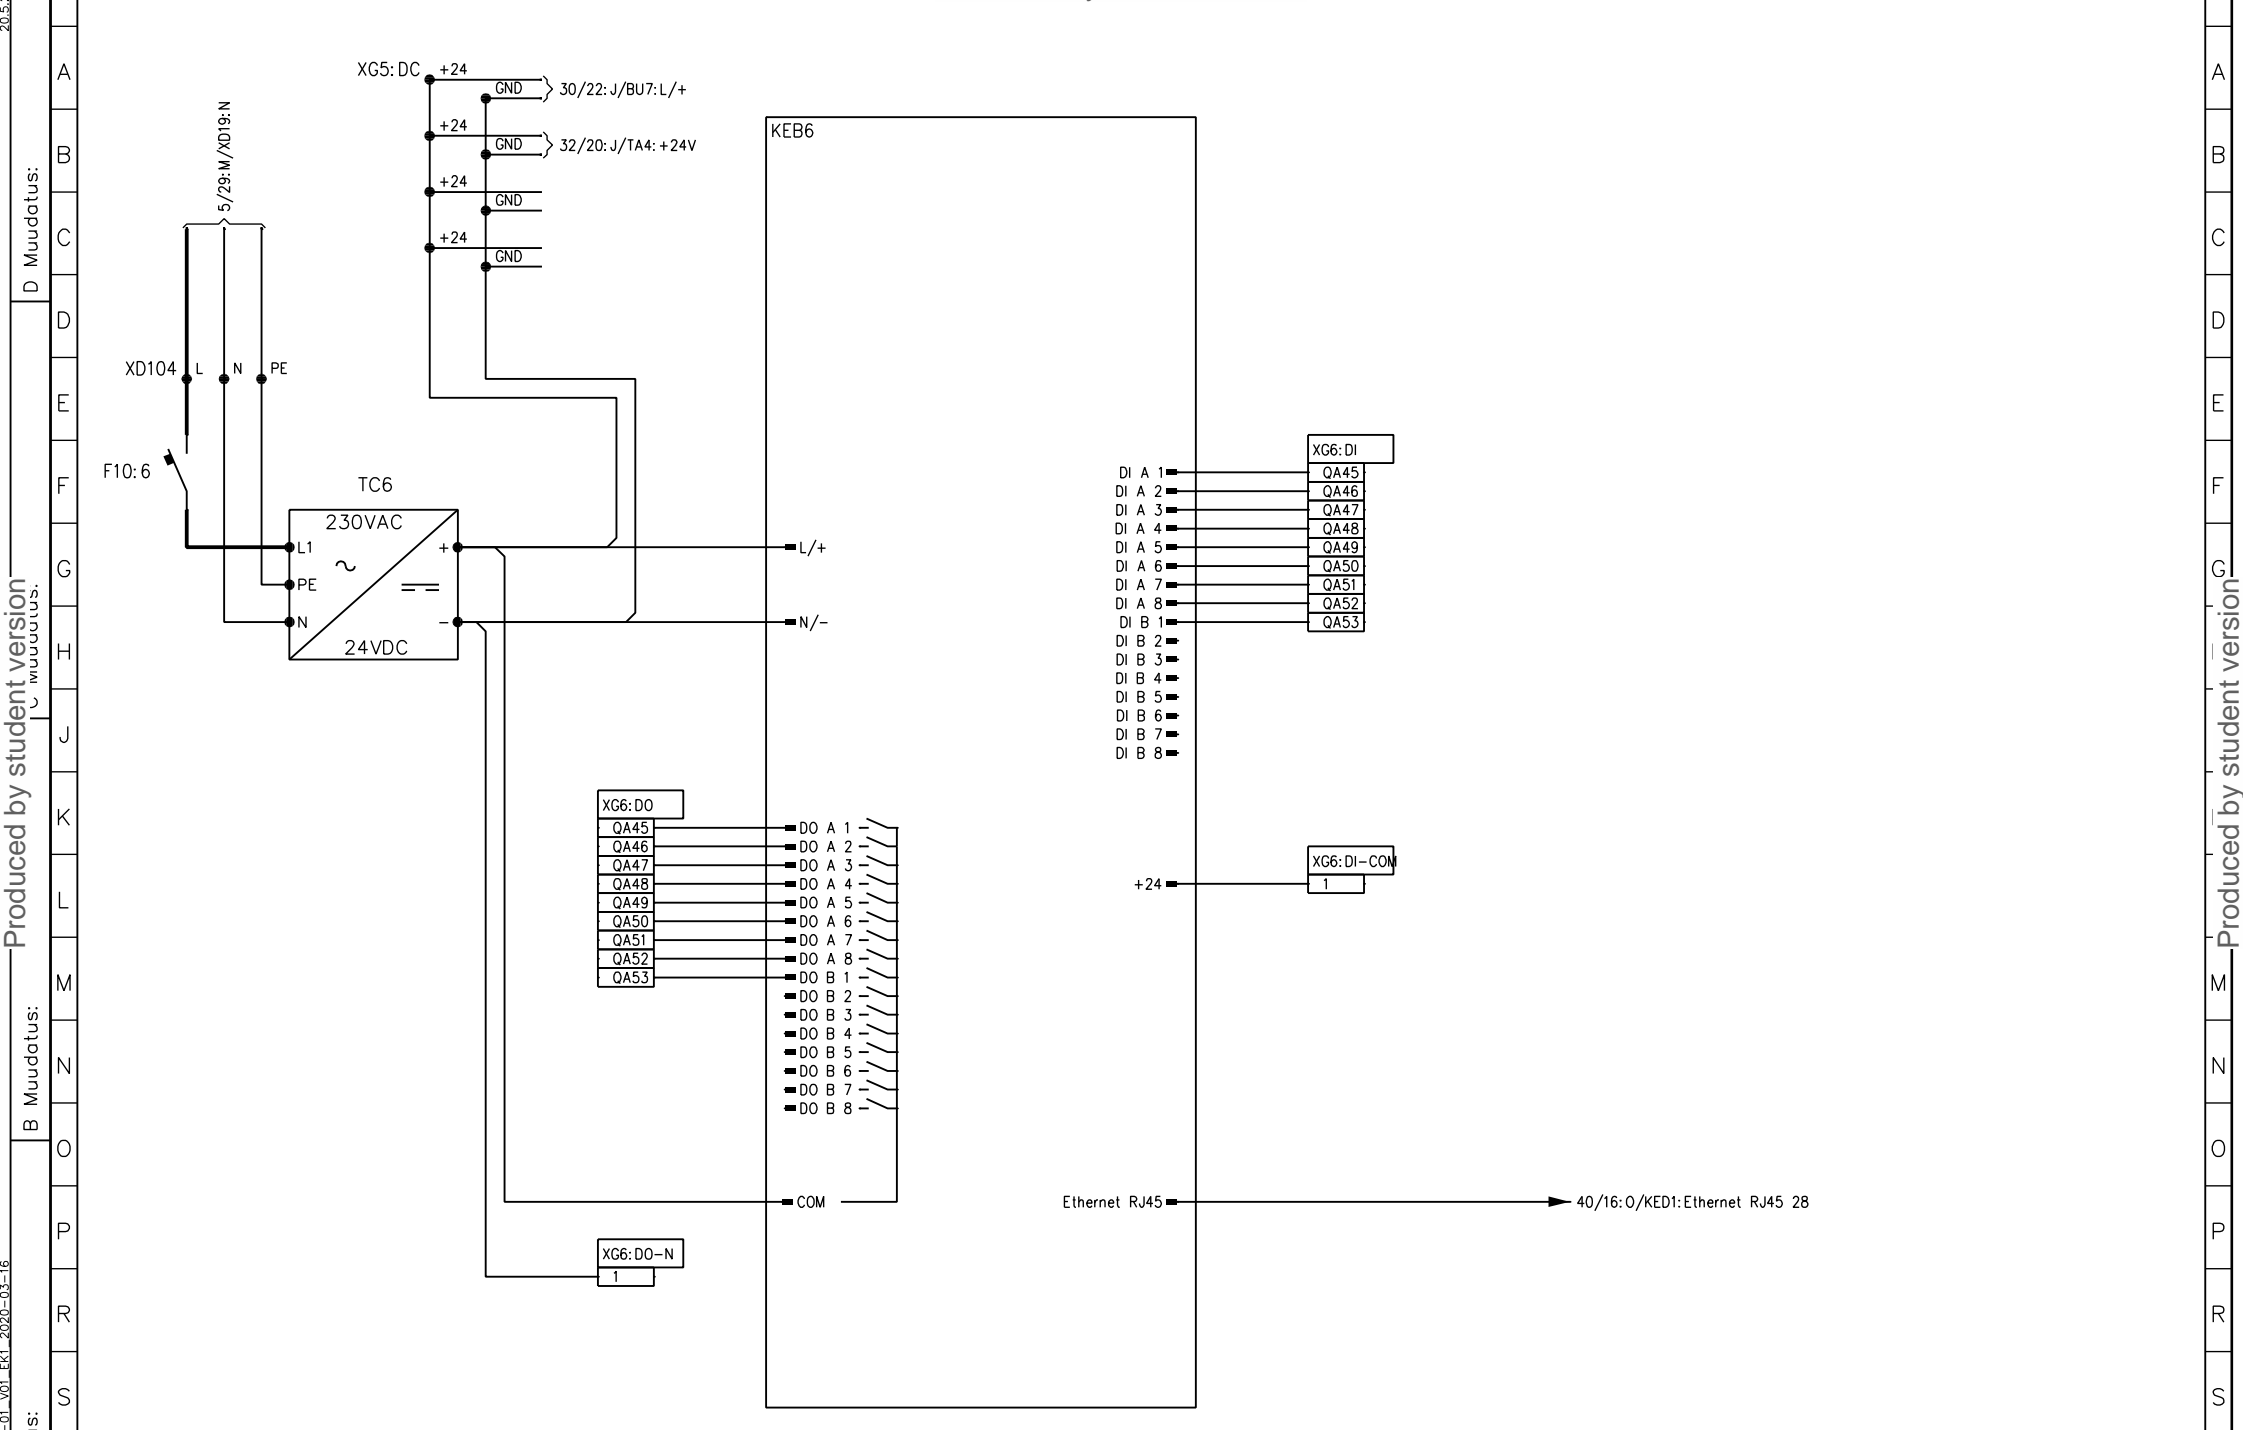 A
B
C
D
E
F
G
H
J
K
L
M
N
O
P
R
S
D Muudatus:
B Muudatus:
Produced by student version
XG5:DC
+24
GND
30/22:J/BU7:L/+
+24
GND
32/20:J/TA4:+24V
+24
GND
+24
GND
5/29:M/XD19:N
XD104
L
N
PE
F10:6
TC6
230VAC
L1
PE
N
+
-
24VDC
KEB6
L/+
N/-
XG6:DO
QA45
QA46
QA47
QA48
QA49
QA50
QA51
QA52
QA53
DO A 1
DO A 2
DO A 3
DO A 4
DO A 5
DO A 6
DO A 7
DO A 8
DO B 1
DO B 2
DO B 3
DO B 4
DO B 5
DO B 6
DO B 7
DO B 8
COM
XG6:DO-N
1
DI A 1
DI A 2
DI A 3
DI A 4
DI A 5
DI A 6
DI A 7
DI A 8
DI B 1
DI B 2
DI B 3
DI B 4
DI B 5
DI B 6
DI B 7
DI B 8
XG6:DI
QA45
QA46
QA47
QA48
QA49
QA50
QA51
QA52
QA53
+24
XG6:DI-COM
1
Ethernet RJ45
40/16:O/KED1:Ethernet RJ45 28
A
B
C
D
E
F
G
M
N
O
P
R
S
Produced by student version